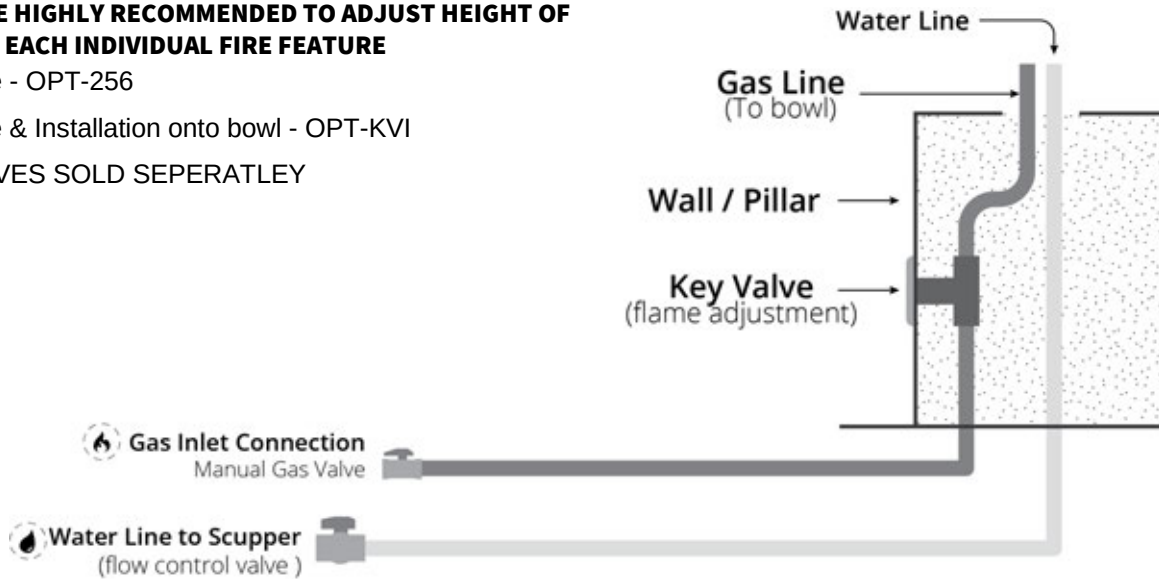 E HIGHLY RECOMMENDED TO ADJUST HEIGHT OF
EACH INDIVIDUAL FIRE FEATURE
- OPT-256
& Installation onto bowl - OPT-KVI
VES SOLD SEPERATLEY
Water Line
Gas Line
(To bowl)
Wall / Pillar
Key Valve
(flame adjustment)
Gas Inlet Connection
Manual Gas Valve
Water Line to Scupper
(flow control valve )